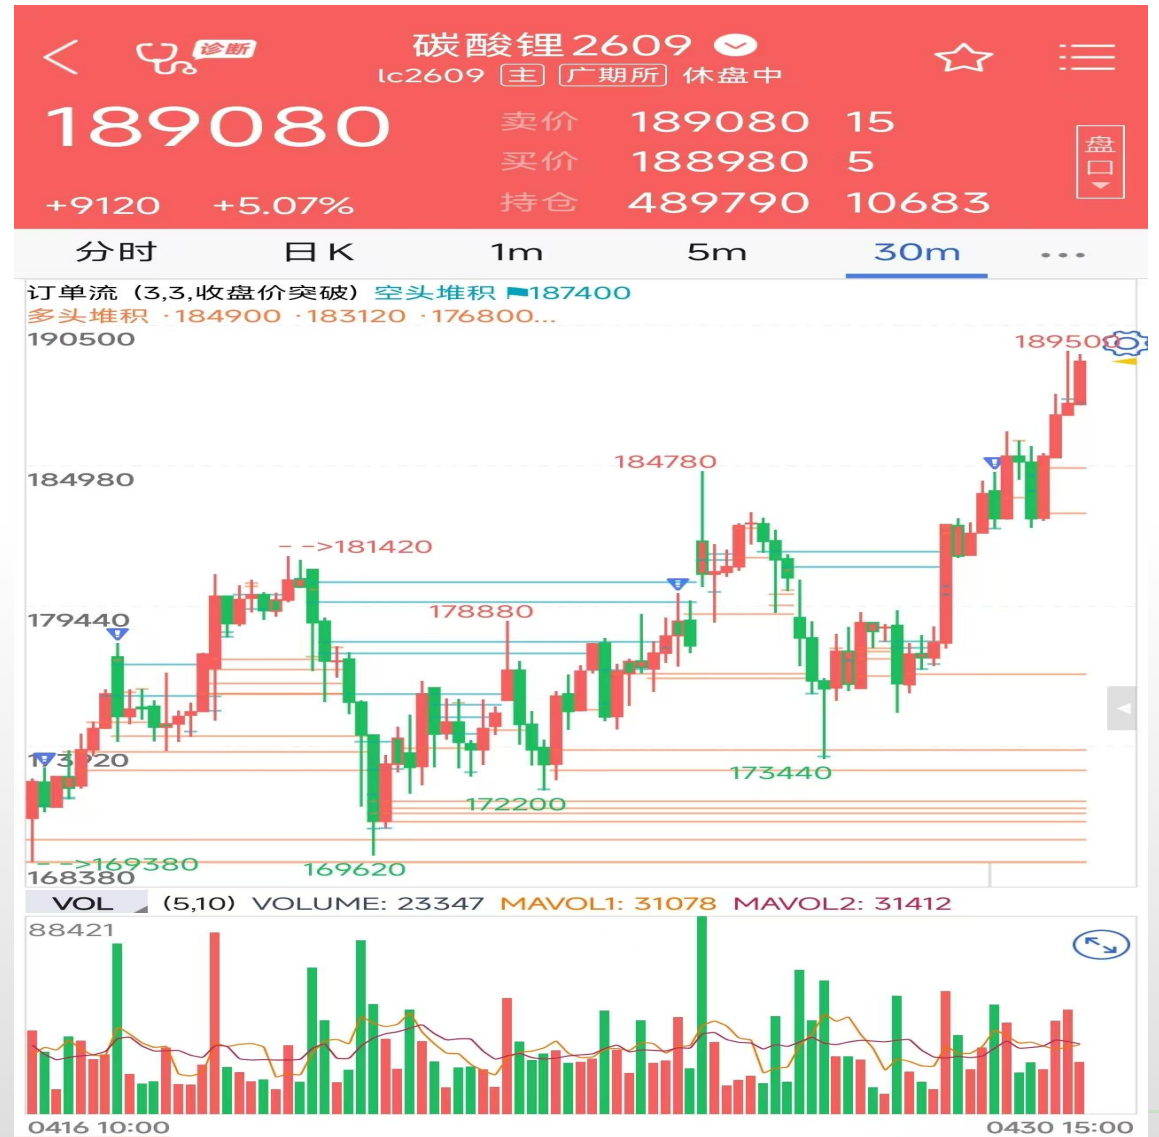 诊断 碳酸锂2609
lc2609 主 广期所 休盘中
189080
+9120 +5.07%
卖价 189080 15
买价 188980 5
持仓 489790 10683
盘口
分时 日K 1m 5m 30m ...
订单流 (3,3,收盘价突破) 空头堆积 187400
多头堆积 ·184900 ·183120 ·176800...
190500
189500
184780
184980
-->181420
178880
179440
173920
173440
172200
-->169380
169620
168380
VOL (5,10) VOLUME: 23347 MAVOL1: 31078 MAVOL2: 31412
88421
0416 10:00 0430 15:00